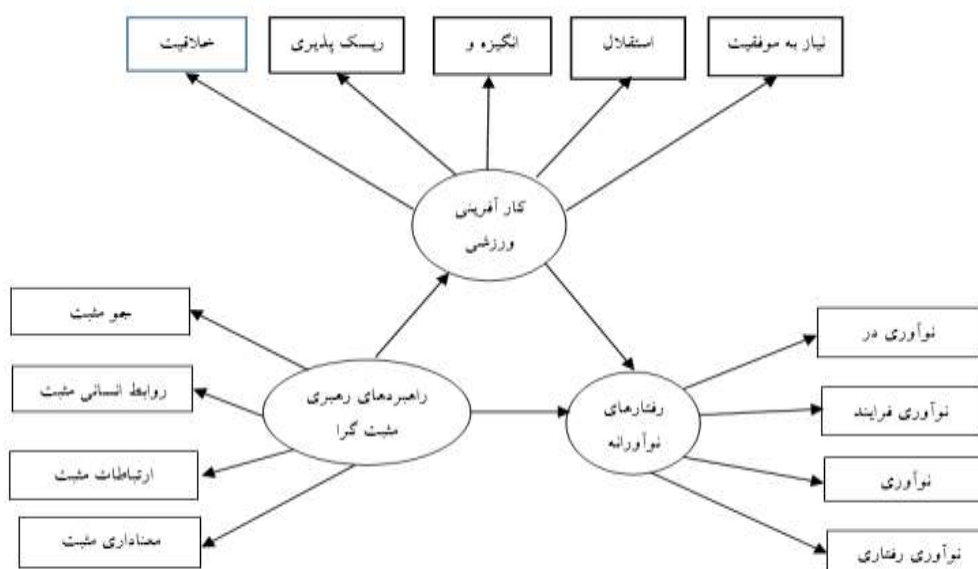 نیاز به موفقیت
استقلال
انگیزه و
ریسک پذیری
خلاقیت
کار آفرینی
ورزشی
جو مثبت
روابط انسانی مثبت
ارتباطات مثبت
معناداری مثبت
راهبردهای رهبری
مثبت گرا
رفتارهای
نوآورانه
نوآوری در
نوآوری فرایند
نوآوری
نوآوری رفتاری